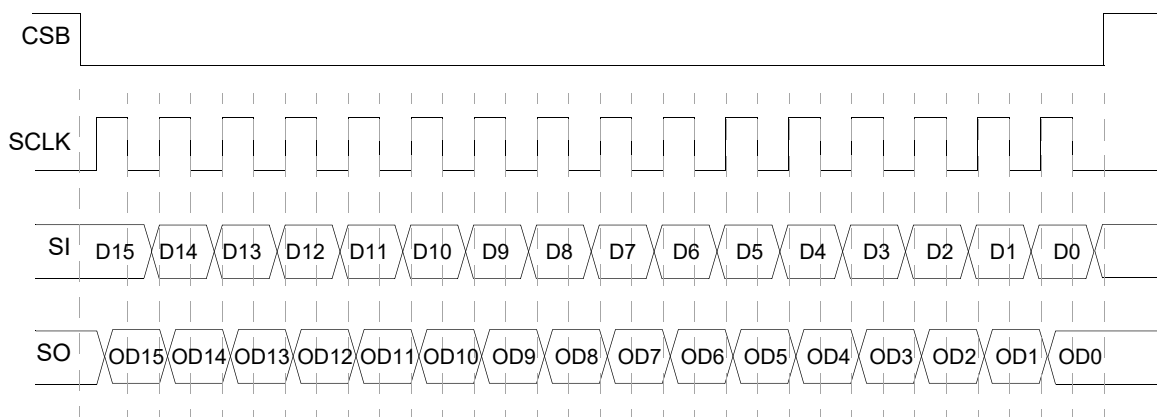 CSB
SCLK
SI D15 D14 D13 D12 D11 D10 D9 D8 D7 D6 D5 D4 D3 D2 D1 D0
SO OD15 OD14 OD13 OD12 OD11 OD10 OD9 OD8 OD7 OD6 OD5 OD4 OD3 OD2 OD1 OD0